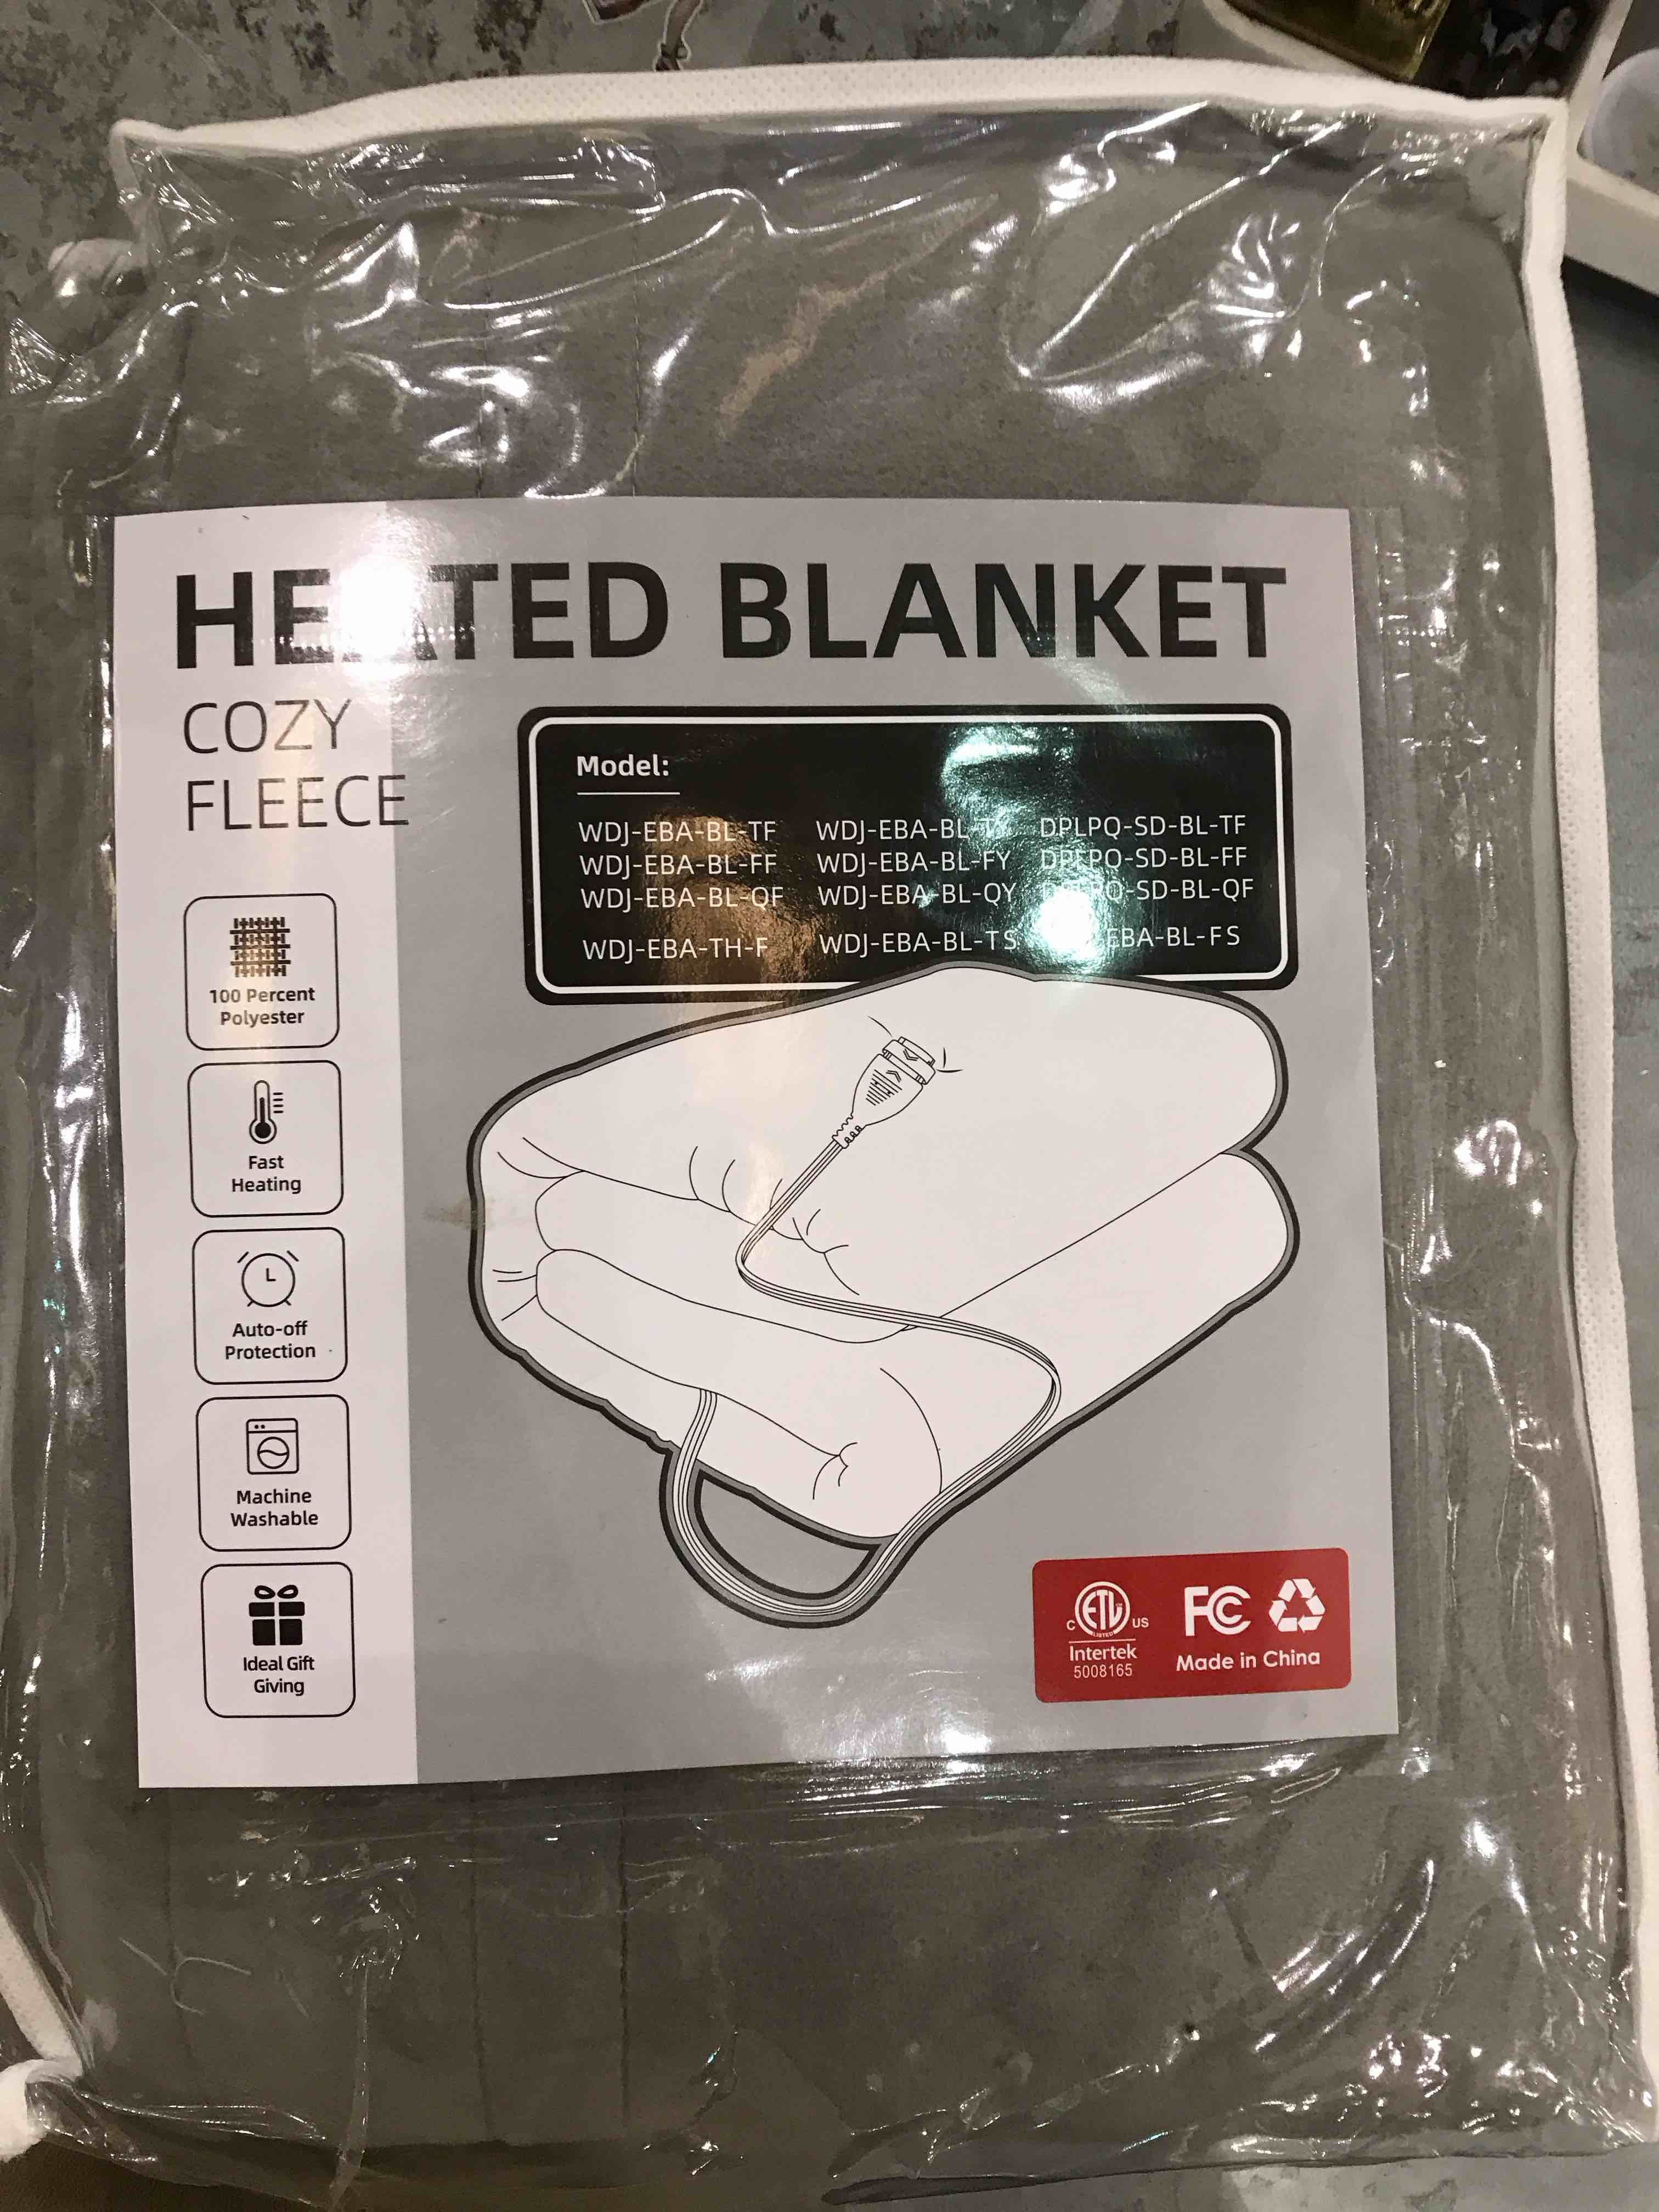 HEATED BLANKET
COZY
FLEECE
Model:
WDJ-EBA-BL-TF
WDJ-EBA-BL-FF WDJ-EBA-BL-FY
WDJ-EBA-BL-QF WDJ-EBA-BL-QY
WDJ-EBA-TH-F WDJ-EBA-BL-TS
DPLPQ-SD-BL-TF
DPLPQ-SD-BL-FF
100 Percent
Polyester
Fast
Heating
Auto-off
Protection
Machine
Washable
Ideal Gift
Giving
C ETL US
LISTED
Intertek
5008165
FC
Made in China